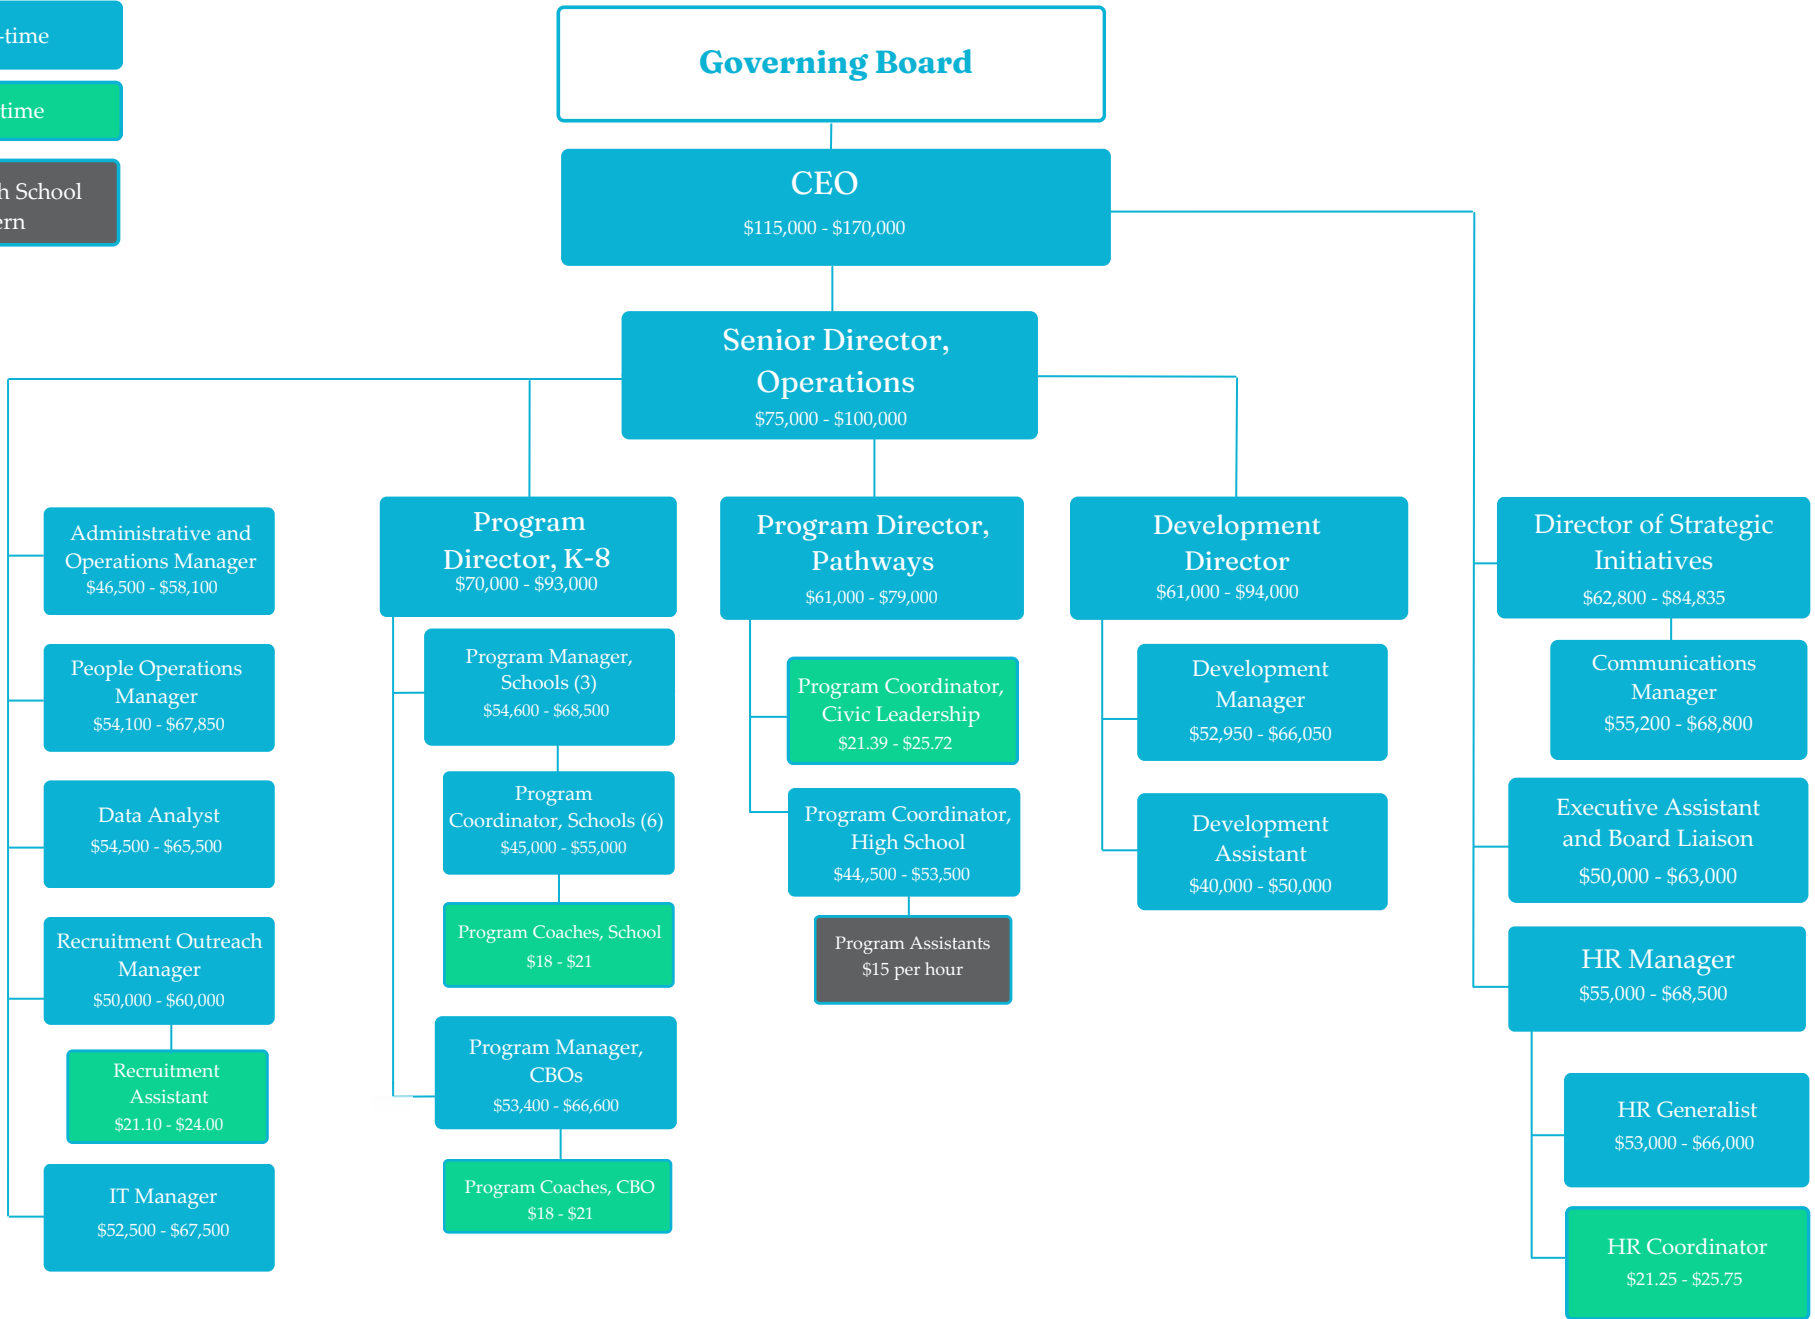 -time
time
h School
ern
Governing Board
CEO
$115,000 - $170,000
Senior Director,
Operations
$75,000 - $100,000
Administrative and
Operations Manager
$46,500 - $58,100
People Operations
Manager
$54,100 - $67,850
Data Analyst
$54,500 - $65,500
Recruitment Outreach
Manager
$50,000 - $60,000
Recruitment
Assistant
$21.10 - $24.00
IT Manager
$52,500 - $67,500
Program
Director, K-8
$70,000 - $93,000
Program Manager,
Schools (3)
$54,600 - $68,500
Program
Coordinator, Schools (6)
$45,000 - $55,000
Program Coaches, School
$18 - $21
Program Manager,
CBOs
$53,400 - $66,600
Program Coaches, CBO
$18 - $21
Program Director,
Pathways
$61,000 - $79,000
Program Coordinator,
Civic Leadership
$21.39 - $25.72
Program Coordinator,
High School
$44,,500 - $53,500
Program Assistants
$15 per hour
Development
Director
$61,000 - $94,000
Development
Manager
$52,950 - $66,050
Development
Assistant
$40,000 - $50,000
Director of Strategic
Initiatives
$62,800 - $84,835
Communications
Manager
$55,200 - $68,800
Executive Assistant
and Board Liaison
$50,000 - $63,000
HR Manager
$55,000 - $68,500
HR Generalist
$53,000 - $66,000
HR Coordinator
$21.25 - $25.75